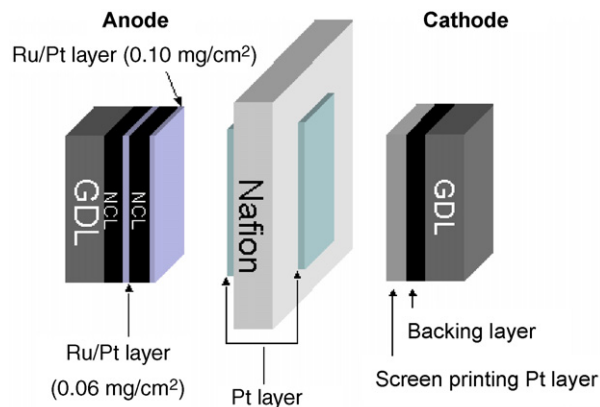 Anode
Cathode
Ru/Pt layer (0.10 mg/cm²)
GDL
NCL
NCL
Nafion
GDL
Ru/Pt layer
(0.06 mg/cm²)
Pt layer
Backing layer
Screen printing Pt layer